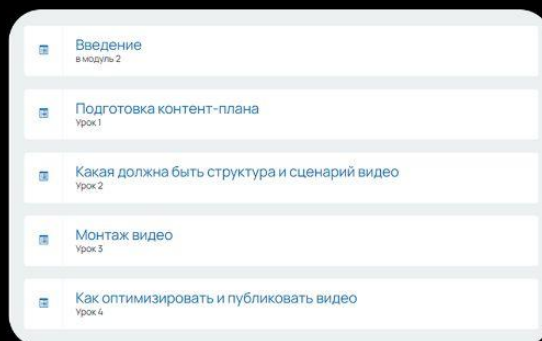 Введение
в модуль 2
Подготовка контент-плана
Урок 1
Какая должна быть структура и сценарий видео
Урок 2
Монтаж видео
Урок 3
Как оптимизировать и публиковать видео
Урок 4